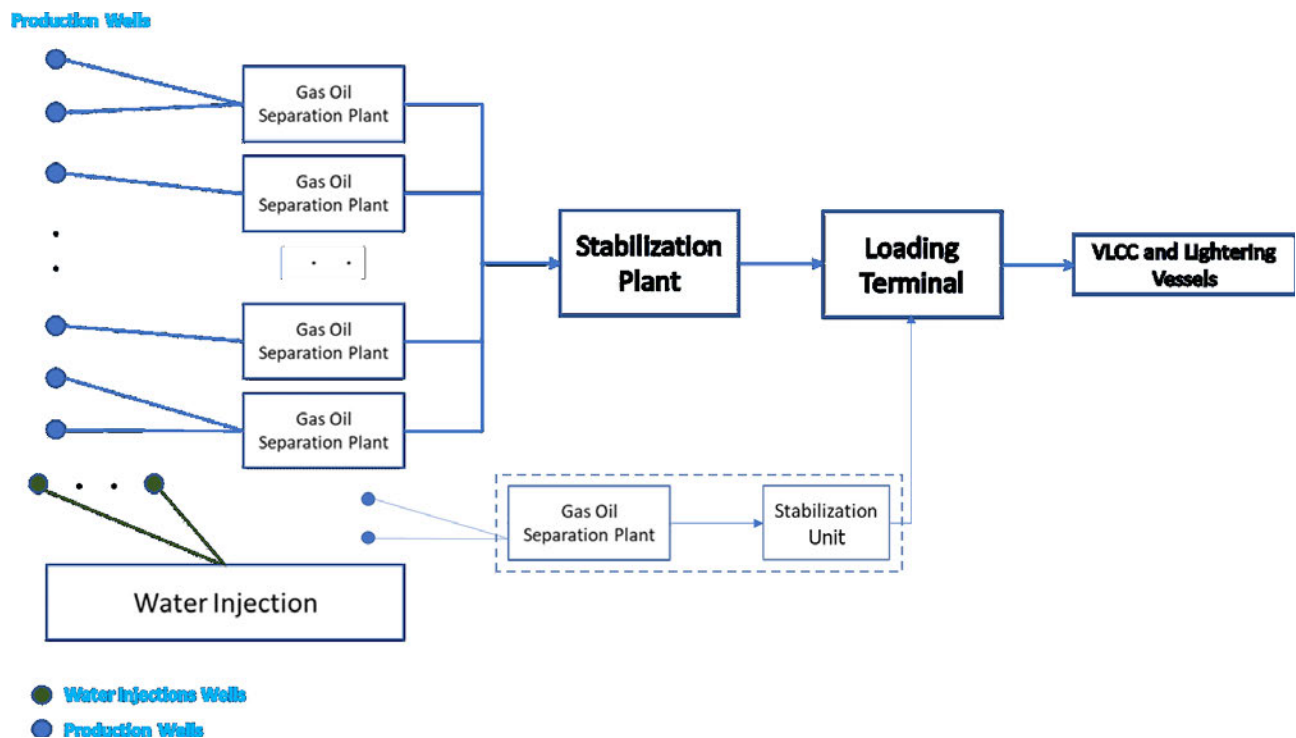 Production Wells
Gas Oil
Separation Plant
Gas Oil
Separation Plant
Gas Oil
Separation Plant
Gas Oil
Separation Plant
Stabilization
Plant
Loading
Terminal
VLCC and Lightering
Vessels
Gas Oil
Separation Plant
Stabilization
Unit
Water Injection
Water Injections Wells
Production Wells